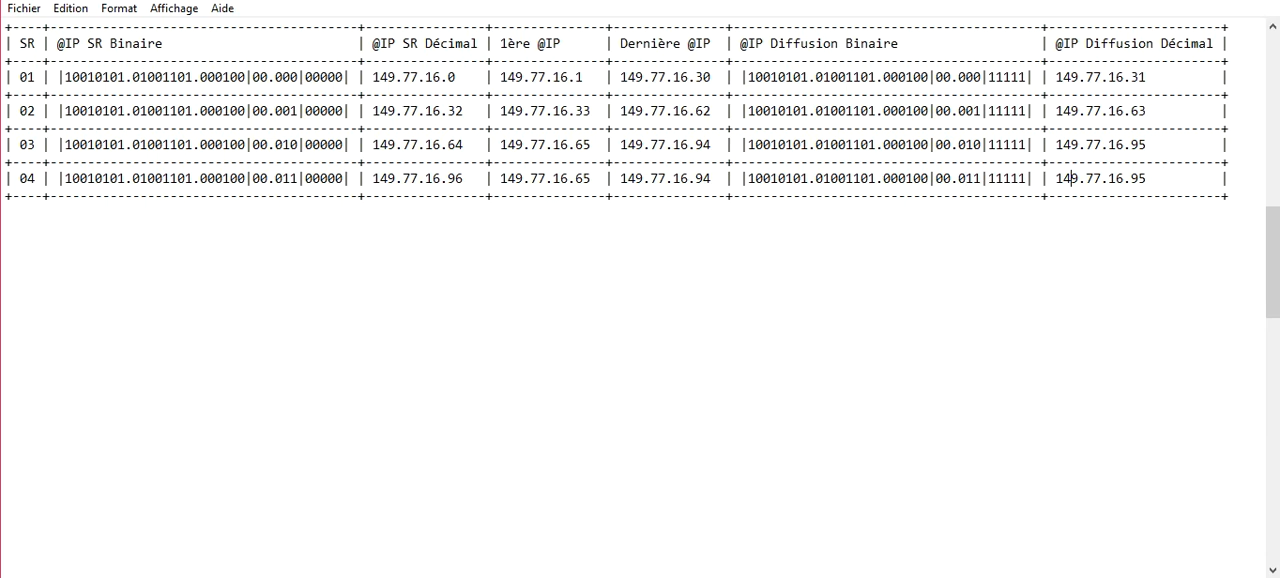 Fichier Edition Format Affichage Aide
+----+-----------------------------------------+----------------+---------------+---------------+-----------------------------------------+-----------------------+
| SR | @IP SR Binaire                          | @IP SR Décimal | 1ère @IP      | Dernière @IP  | @IP Diffusion Binaire                   | @IP Diffusion Décimal |
+----+-----------------------------------------+----------------+---------------+---------------+-----------------------------------------+-----------------------+
| 01 | |10010101.01001101.000100|00.000|00000| | 149.77.16.0    | 149.77.16.1   | 149.77.16.30  | |10010101.01001101.000100|00.000|11111| | 149.77.16.31          |
+----+-----------------------------------------+----------------+---------------+---------------+-----------------------------------------+-----------------------+
| 02 | |10010101.01001101.000100|00.001|00000| | 149.77.16.32   | 149.77.16.33  | 149.77.16.62  | |10010101.01001101.000100|00.001|11111| | 149.77.16.63          |
+----+-----------------------------------------+----------------+---------------+---------------+-----------------------------------------+-----------------------+
| 03 | |10010101.01001101.000100|00.010|00000| | 149.77.16.64   | 149.77.16.65  | 149.77.16.94  | |10010101.01001101.000100|00.010|11111| | 149.77.16.95          |
+----+-----------------------------------------+----------------+---------------+---------------+-----------------------------------------+-----------------------+
| 04 | |10010101.01001101.000100|00.011|00000| | 149.77.16.96   | 149.77.16.65  | 149.77.16.94  | |10010101.01001101.000100|00.011|11111| | 149.77.16.95          |
+----+-----------------------------------------+----------------+---------------+---------------+-----------------------------------------+-----------------------+